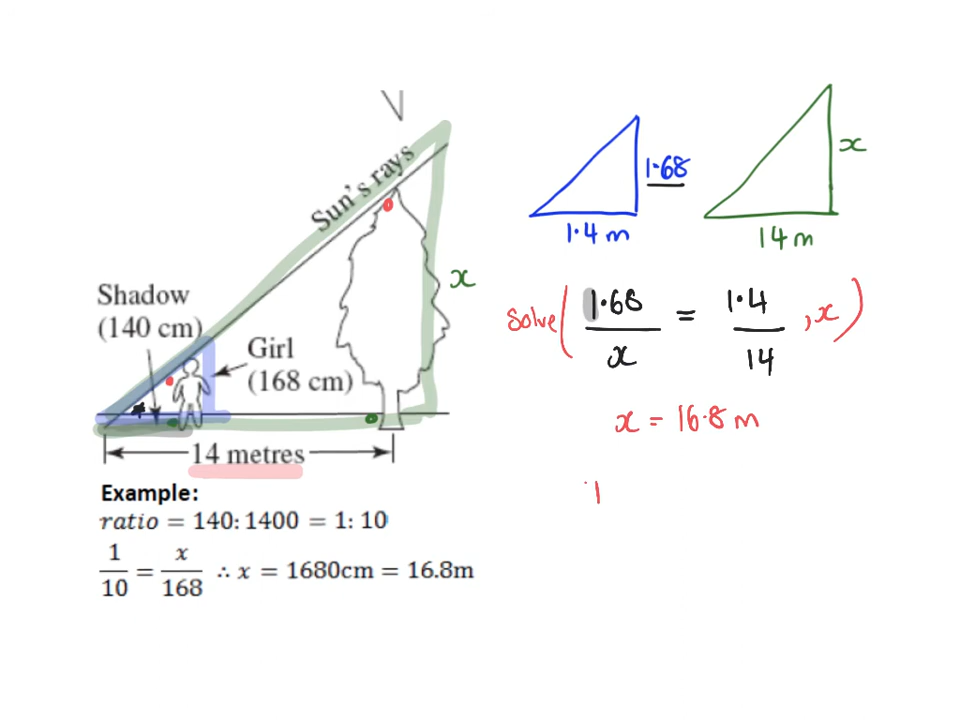 Sun's rays
1.68
x
1.4 m
14 m
x
Shadow
(140 cm)
Girl
(168 cm)
14 metres
solve( 1.68/x = 1.4/14 , x )
x = 16.8 m
Example:
ratio = 140: 1400 = 1: 10
1/10 = x/168 ∴ x = 1680cm = 16.8m